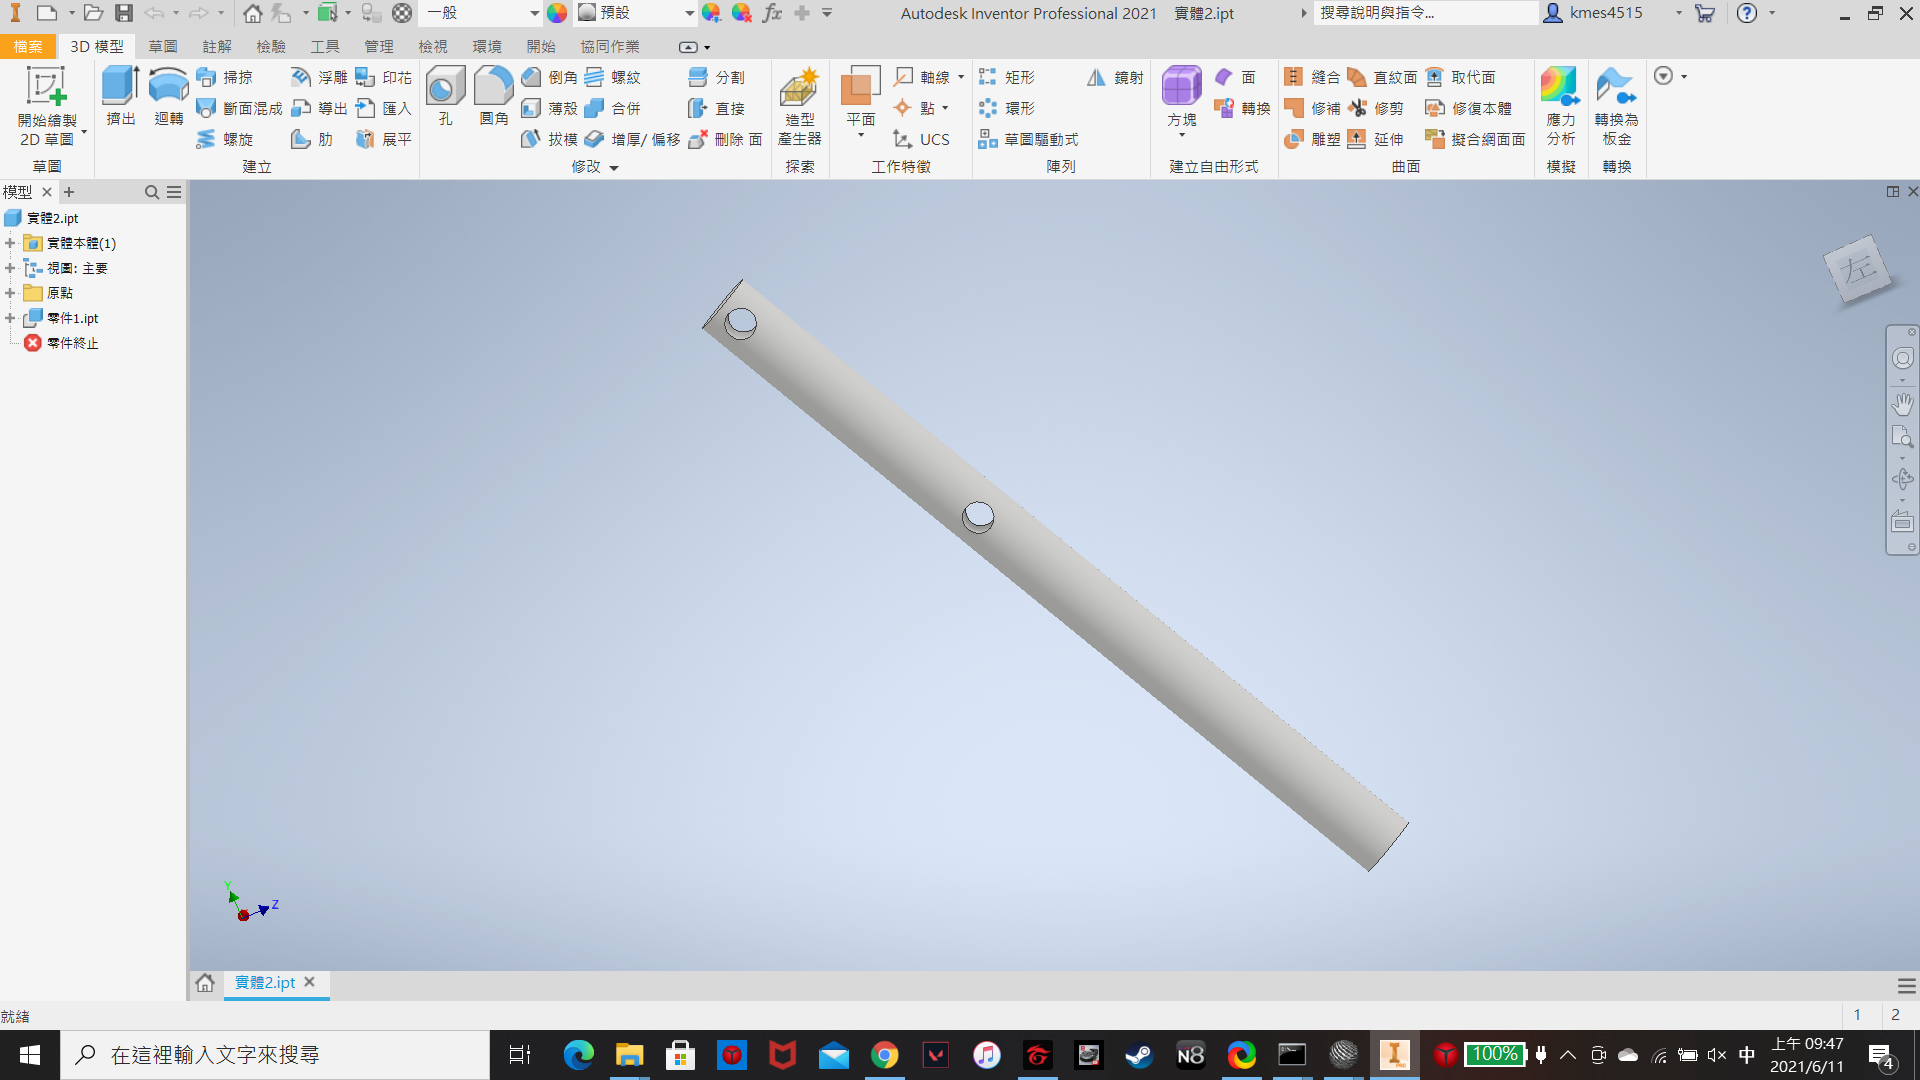 一般
預設
fx
Autodesk Inventor Professional 2021 實體2.ipt
搜尋說明與指令...
kmes4515
檔案 3D 模型 草圖 註解 檢驗 工具 管理 檢視 環境 開始 協同作業
開始繪製
2D 草圖
草圖
擠出
迴轉
掃掠
斷面混成
螺旋
浮雕
導出
肋
印花
匯入
展平
建立
孔
圓角
倒角
薄殼
拔模
螺紋
合併
增厚/ 偏移
分割
直接
刪除 面
修改
造型
產生器
探索
平面
軸線
點
UCS
工作特徵
矩形
環形
草圖驅動式
鏡射
陣列
方塊
面
轉換
建立自由形式
縫合
修補
雕塑
直紋面
修剪
延伸
取代面
修復本體
擬合網面面
曲面
應力
分析
模擬
轉換為
板金
轉換
模型
實體2.ipt
實體本體(1)
視圖: 主要
原點
零件1.ipt
零件終止
左
Y
Z
實體2.ipt
就緒
1 2
在這裡輸入文字來搜尋
N8
100%
中
上午 09:47
2021/6/11
4